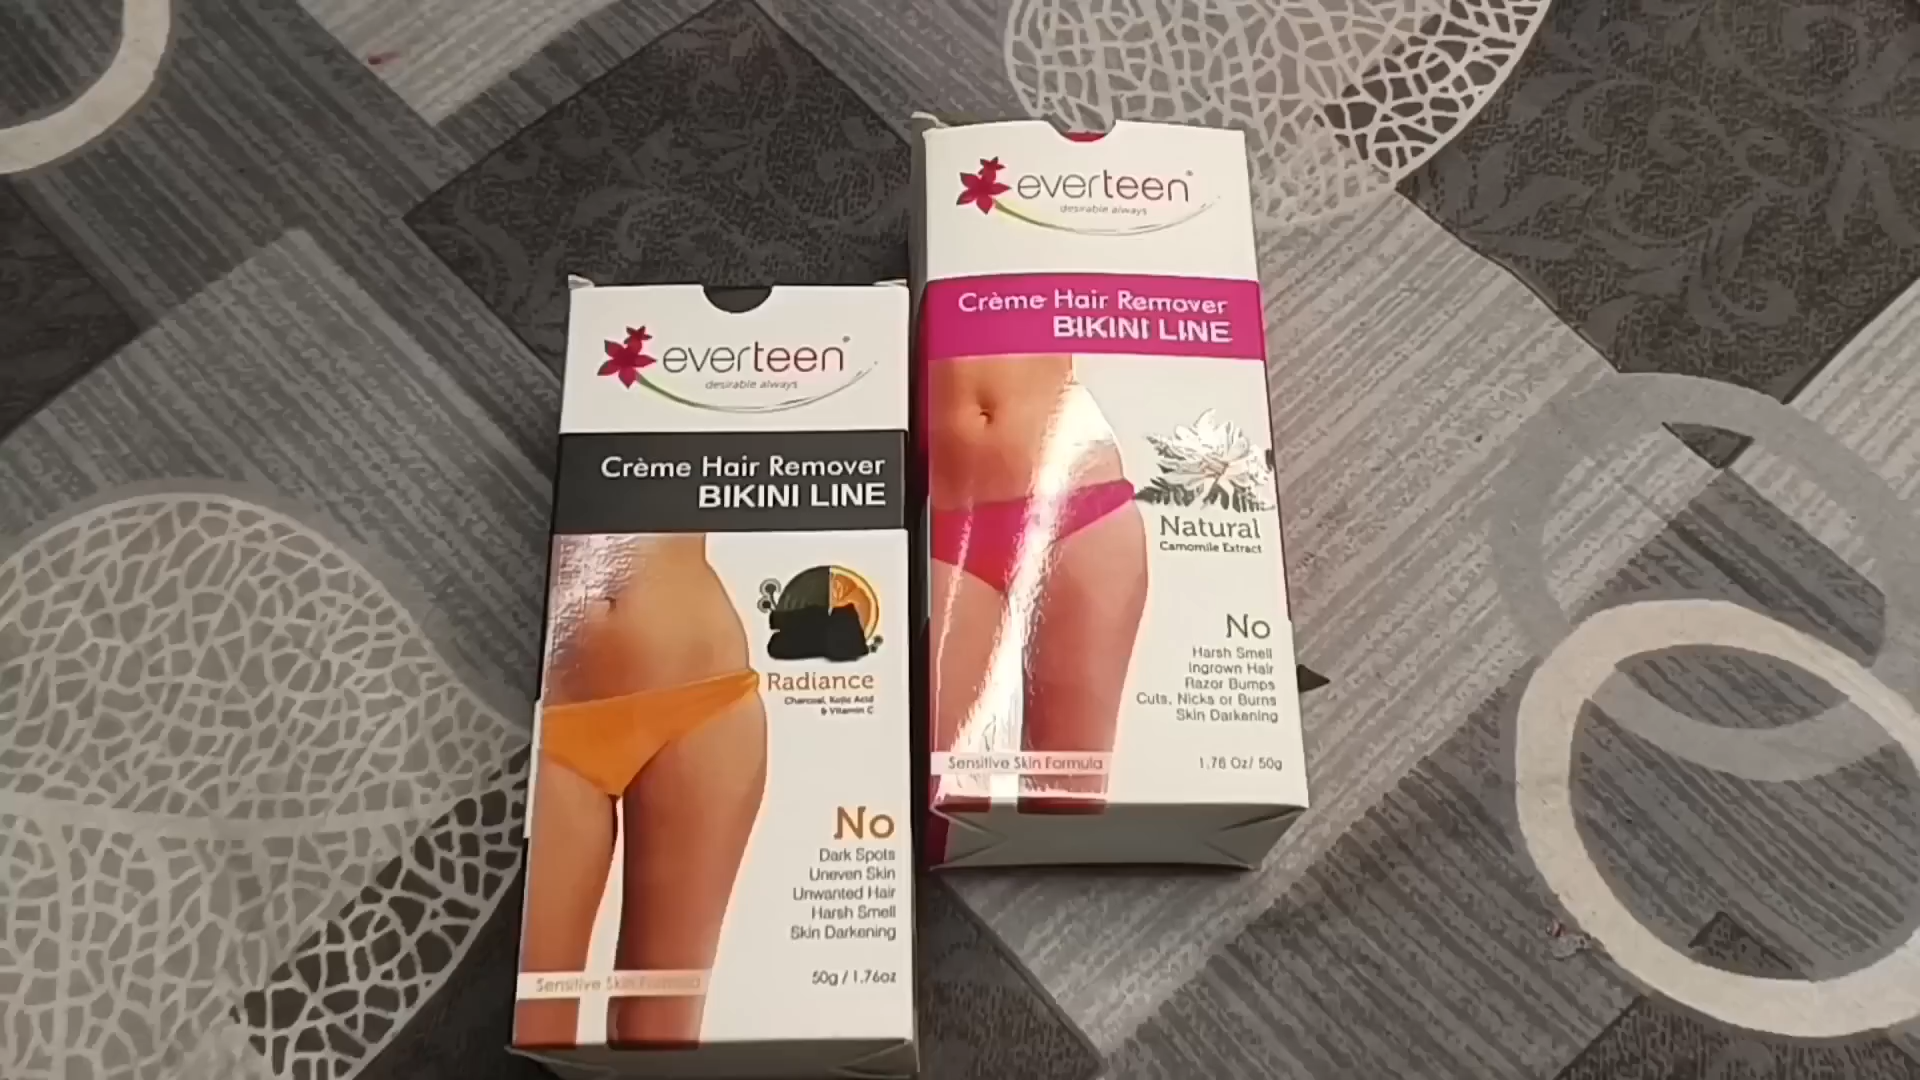 everteen
desirable always
Crème Hair Remover
BIKINI LINE
Radiance
Charcoal, Kojic Acid
& Vitamin C
No
Dark Spots
Uneven Skin
Unwanted Hair
Harsh Smell
Skin Darkening
Sensitive Skin Formula
50g / 1.76oz
everteen
desirable always
Crème Hair Remover
BIKINI LINE
Natural
Camomile Extract
No
Harsh Smell
Ingrown Hair
Razor Bumps
Cuts, Nicks or Burns
Skin Darkening
Sensitive Skin Formula
1.76 Oz/ 50g